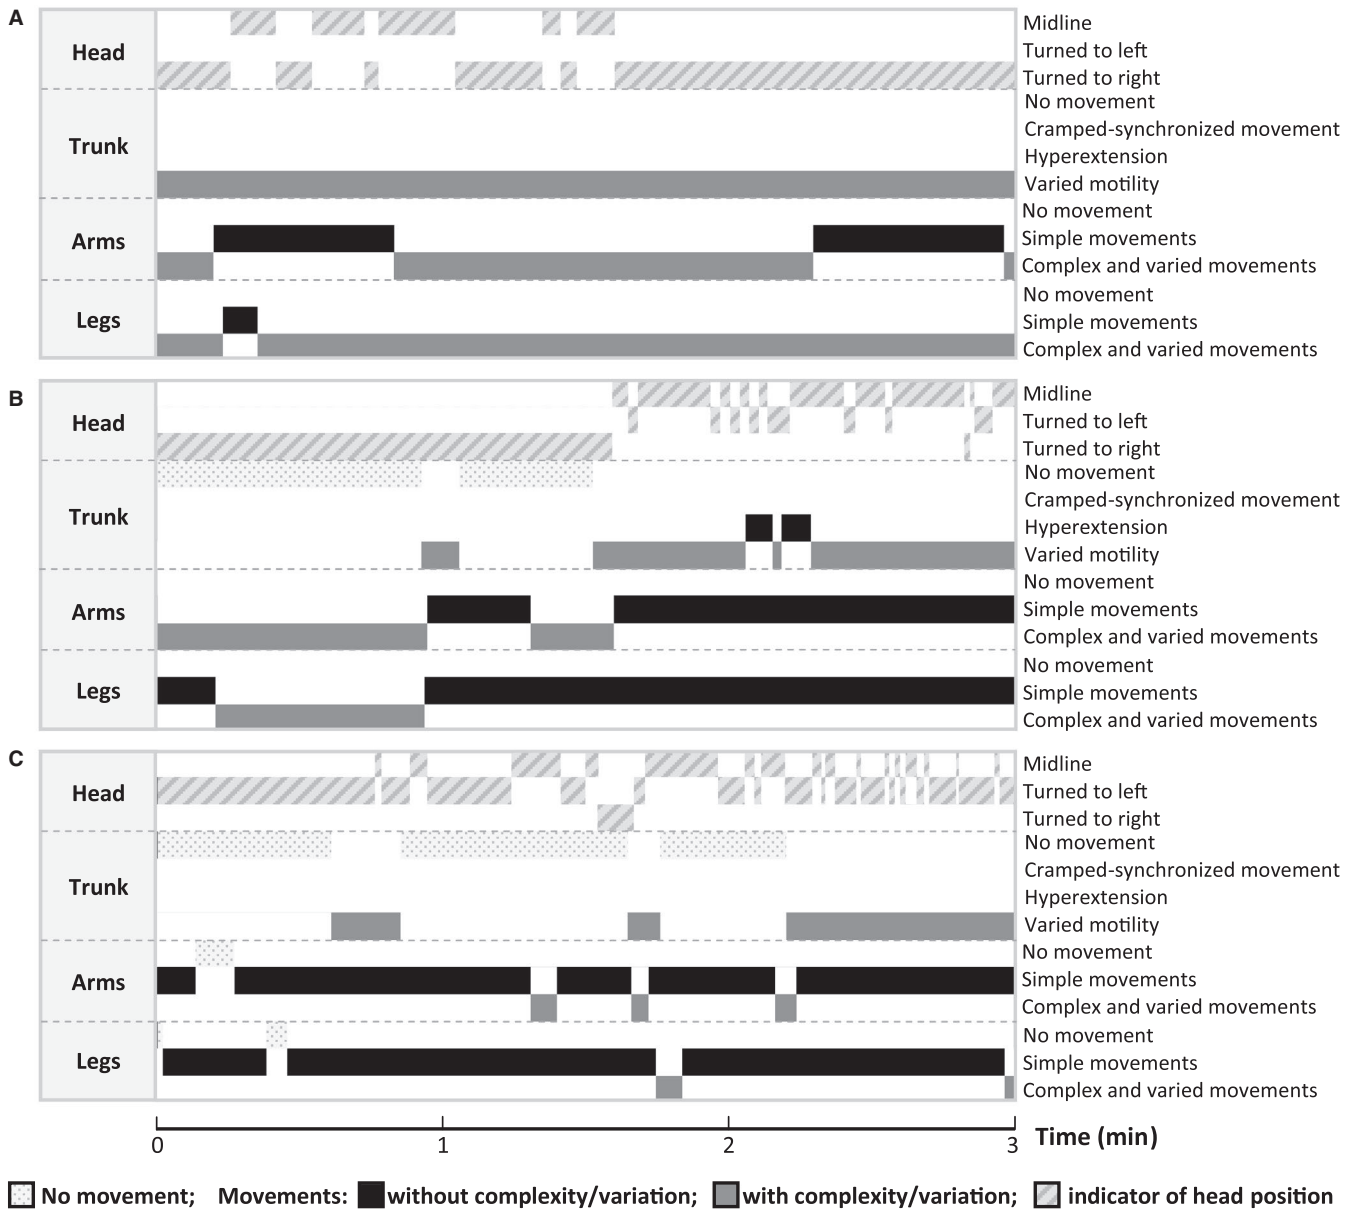 A
Head
Midline
Turned to left
Turned to right
Trunk
No movement
Cramped-synchronized movement
Hyperextension
Varied motility
Arms
No movement
Simple movements
Complex and varied movements
Legs
No movement
Simple movements
Complex and varied movements
B
Head
Midline
Turned to left
Turned to right
Trunk
No movement
Cramped-synchronized movement
Hyperextension
Varied motility
Arms
No movement
Simple movements
Complex and varied movements
Legs
No movement
Simple movements
Complex and varied movements
C
Head
Midline
Turned to left
Turned to right
Trunk
No movement
Cramped-synchronized movement
Hyperextension
Varied motility
Arms
No movement
Simple movements
Complex and varied movements
Legs
No movement
Simple movements
Complex and varied movements
0 1 2 3 Time (min)
No movement; Movements: without complexity/variation; with complexity/variation; indicator of head position